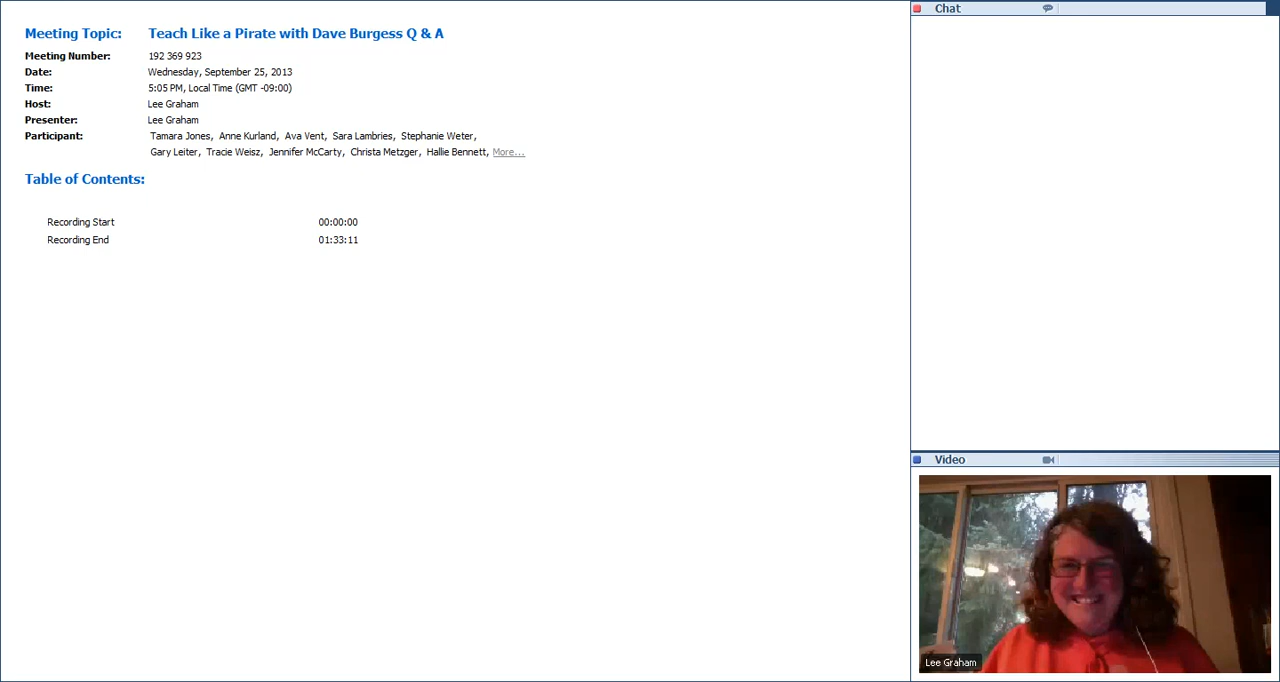 Meeting Topic: Teach Like a Pirate with Dave Burgess Q & A
Meeting Number: 192 369 923
Date: Wednesday, September 25, 2013
Time: 5:05 PM, Local Time (GMT -09:00)
Host: Lee Graham
Presenter: Lee Graham
Participant: Tamara Jones, Anne Kurland, Ava Vent, Sara Lambries, Stephanie Weter,
Gary Leiter, Tracie Weisz, Jennifer McCarty, Christa Metzger, Hallie Bennett, More...
Table of Contents:
Recording Start 00:00:00
Recording End 01:33:11
Chat
Video
Lee Graham